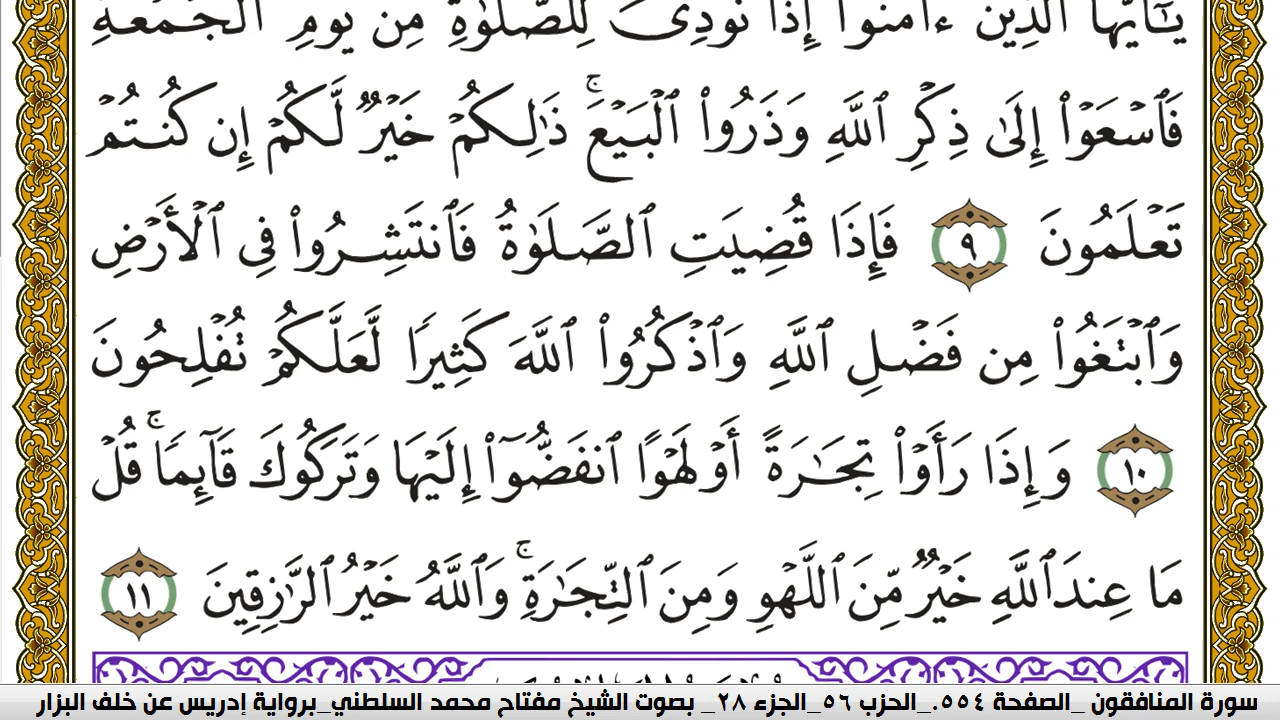 يَـٰٓأَيُّهَا ٱلَّذِينَ ءَامَنُوٓا۟ إِذَا نُودِىَ لِلصَّلَوٰةِ مِن يَوْمِ ٱلْجُمُعَةِ
فَٱسْعَوْا۟ إِلَىٰ ذِكْرِ ٱللَّهِ وَذَرُوا۟ ٱلْبَيْعَ ۚ ذَٰلِكُمْ خَيْرٌ لَّكُمْ إِن كُنتُمْ
تَعْلَمُونَ ٩ فَإِذَا قُضِيَتِ ٱلصَّلَوٰةُ فَٱنتَشِرُوا۟ فِى ٱلْأَرْضِ
وَٱبْتَغُوا۟ مِن فَضْلِ ٱللَّهِ وَٱذْكُرُوا۟ ٱللَّهَ كَثِيرًا لَّعَلَّكُمْ تُفْلِحُونَ
١٠ وَإِذَا رَأَوْا۟ تِجَـٰرَةً أَوْ لَهْوًا ٱنفَضُّوٓا۟ إِلَيْهَا وَتَرَكُوكَ قَآئِمًا ۚ قُلْ
مَا عِندَ ٱللَّهِ خَيْرٌ مِّنَ ٱللَّهْوِ وَمِنَ ٱلتِّجَـٰرَةِ ۚ وَٱللَّهُ خَيْرُ ٱلرَّٰزِقِينَ ١١
سورة المنافقون _الصفحة ٥٥٤._الحزب ٥٦_الجزء ٢٨_ بصوت الشيخ مفتاح محمد السلطني_برواية إدريس عن خلف البزار